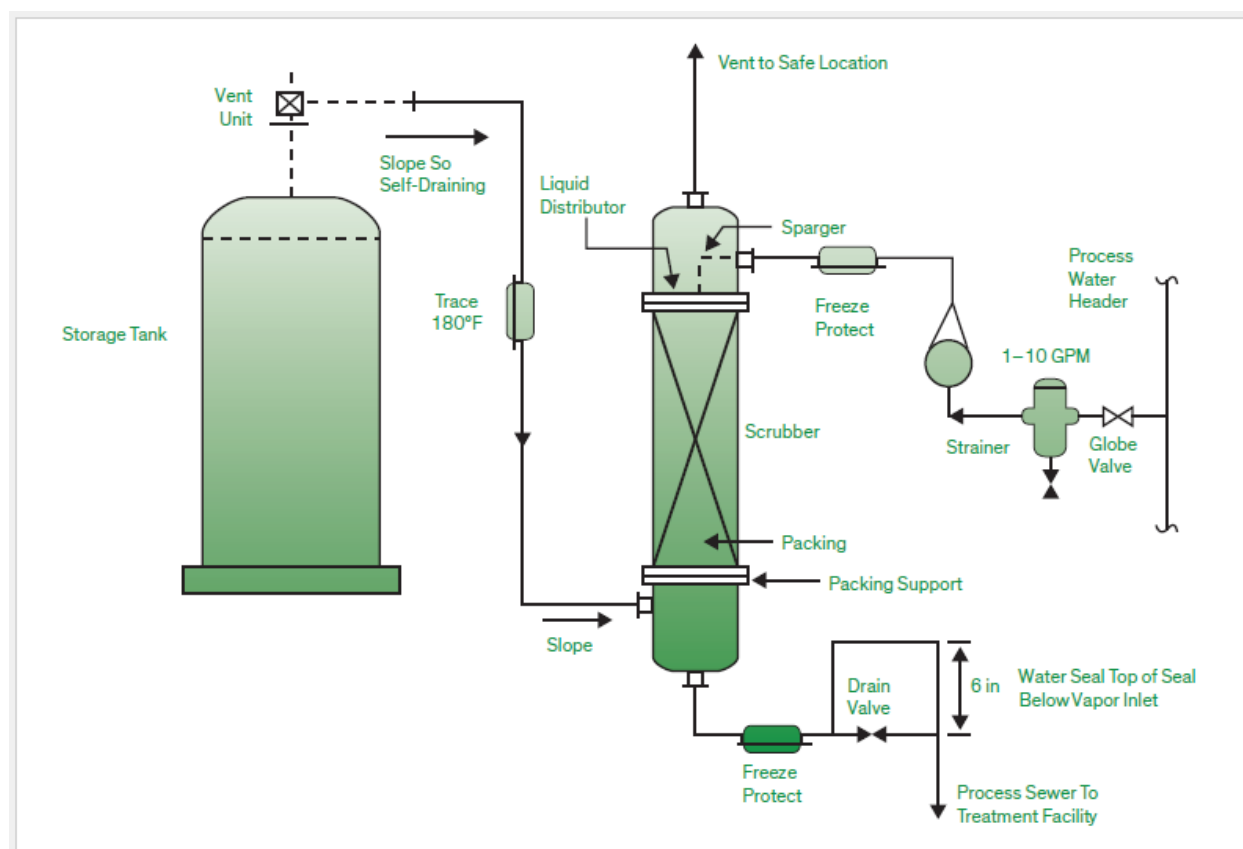 Vent to Safe Location
Vent
Unit
Slope So
Self-Draining
Liquid
Distributor
Sparger
Process
Water
Header
Trace
180°F
Freeze
Protect
Storage Tank
1–10 GPM
Scrubber
Strainer
Globe
Valve
Packing
Packing Support
Slope
Drain
Valve
6 in
Water Seal Top of Seal
Below Vapor Inlet
Freeze
Protect
Process Sewer To
Treatment Facility